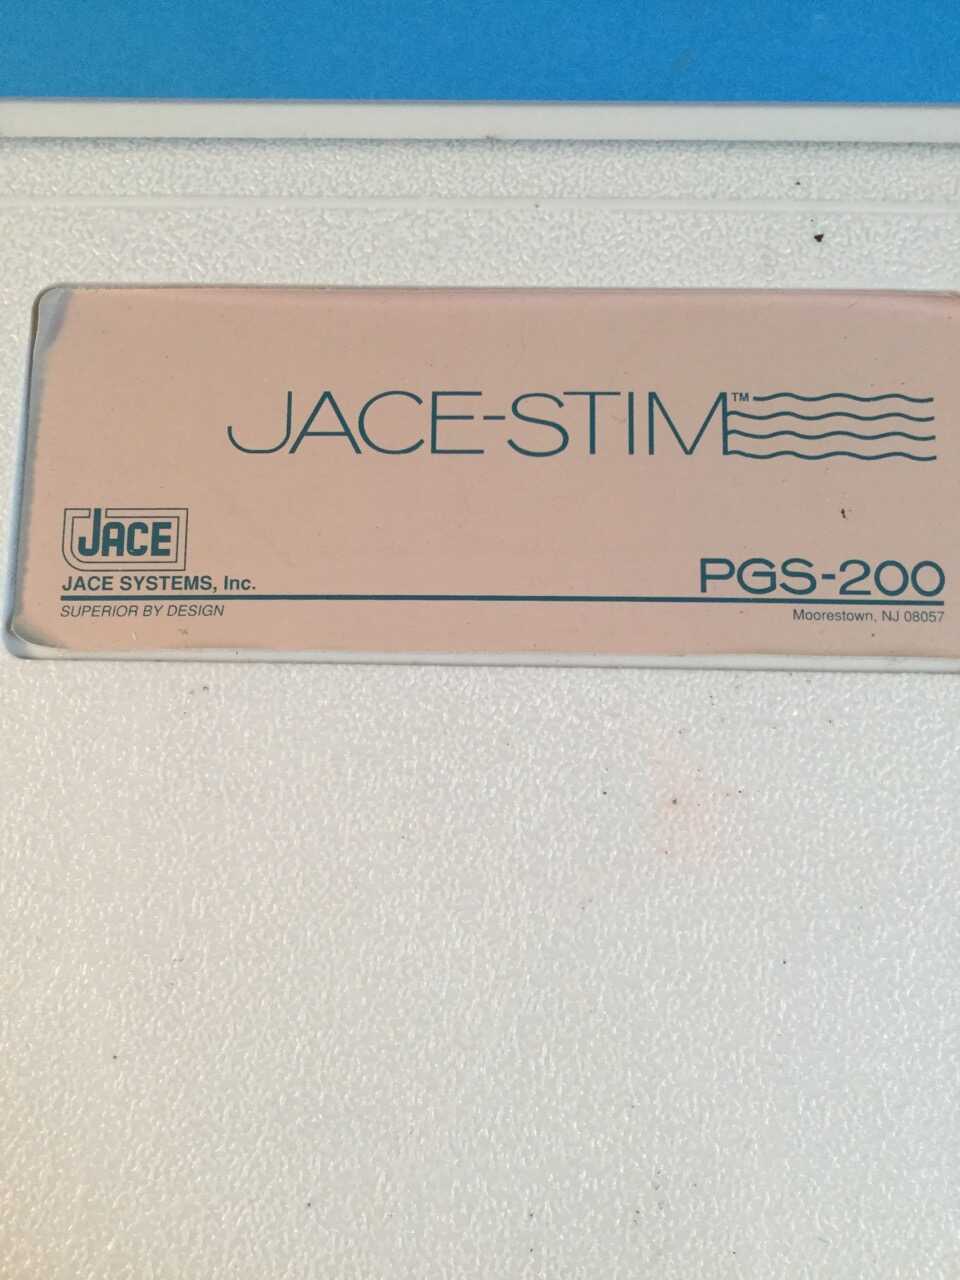 JACE-STIM™
JACE
JACE SYSTEMS, Inc.
SUPERIOR BY DESIGN
PGS-200
Moorestown, NJ 08057